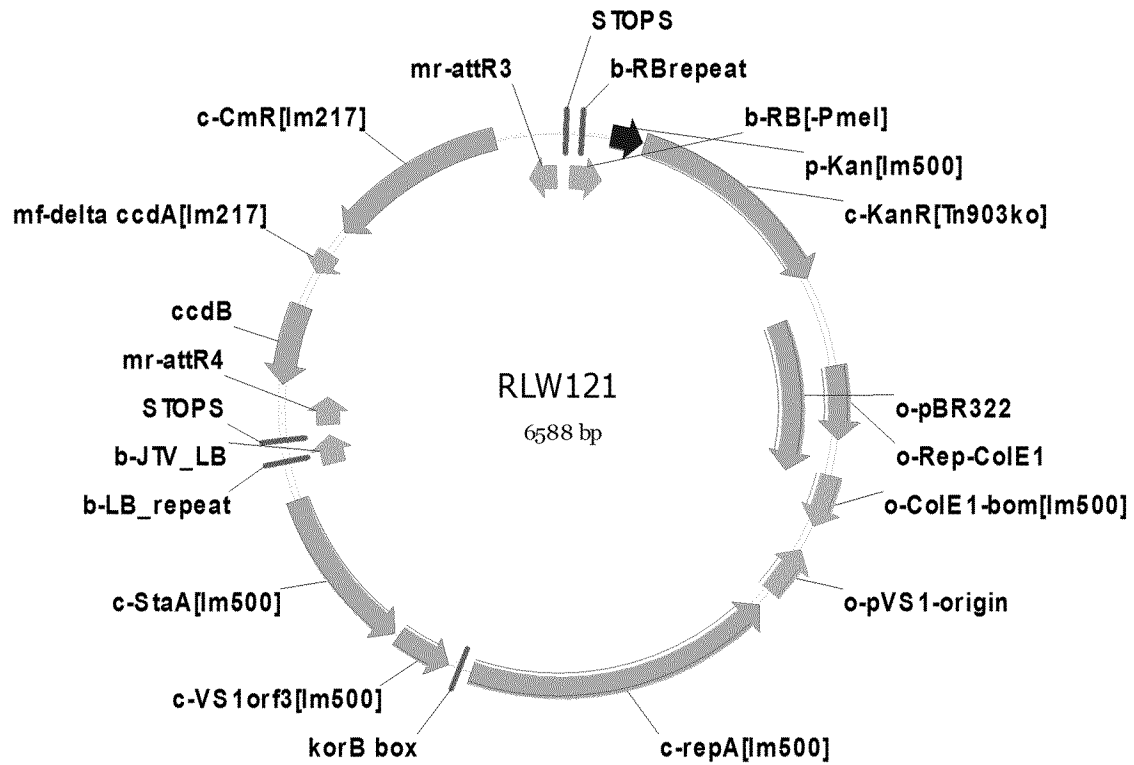 STOPS
mr-attR3
b-RBrepeat
c-CmR[lm217]
b-RB[-PmeI]
p-Kan[lm500]
mf-delta ccdA[lm217]
c-KanR[Tn903ko]
ccdB
mr-attR4
RLW121
STOPS
6588 bp
o-pBR322
b-JTV_LB
o-Rep-ColE1
b-LB_repeat
o-ColE1-bom[lm500]
c-StaA[lm500]
o-pVS1-origin
c-VS1orf3[lm500]
korB box
c-repA[lm500]